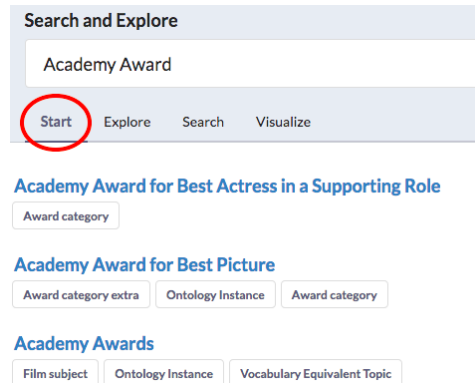 Search and Explore
Academy Award
Start Explore Search Visualize
Academy Award for Best Actress in a Supporting Role
Award category
Academy Award for Best Picture
Award category extra Ontology Instance Award category
Academy Awards
Film subject Ontology Instance Vocabulary Equivalent Topic